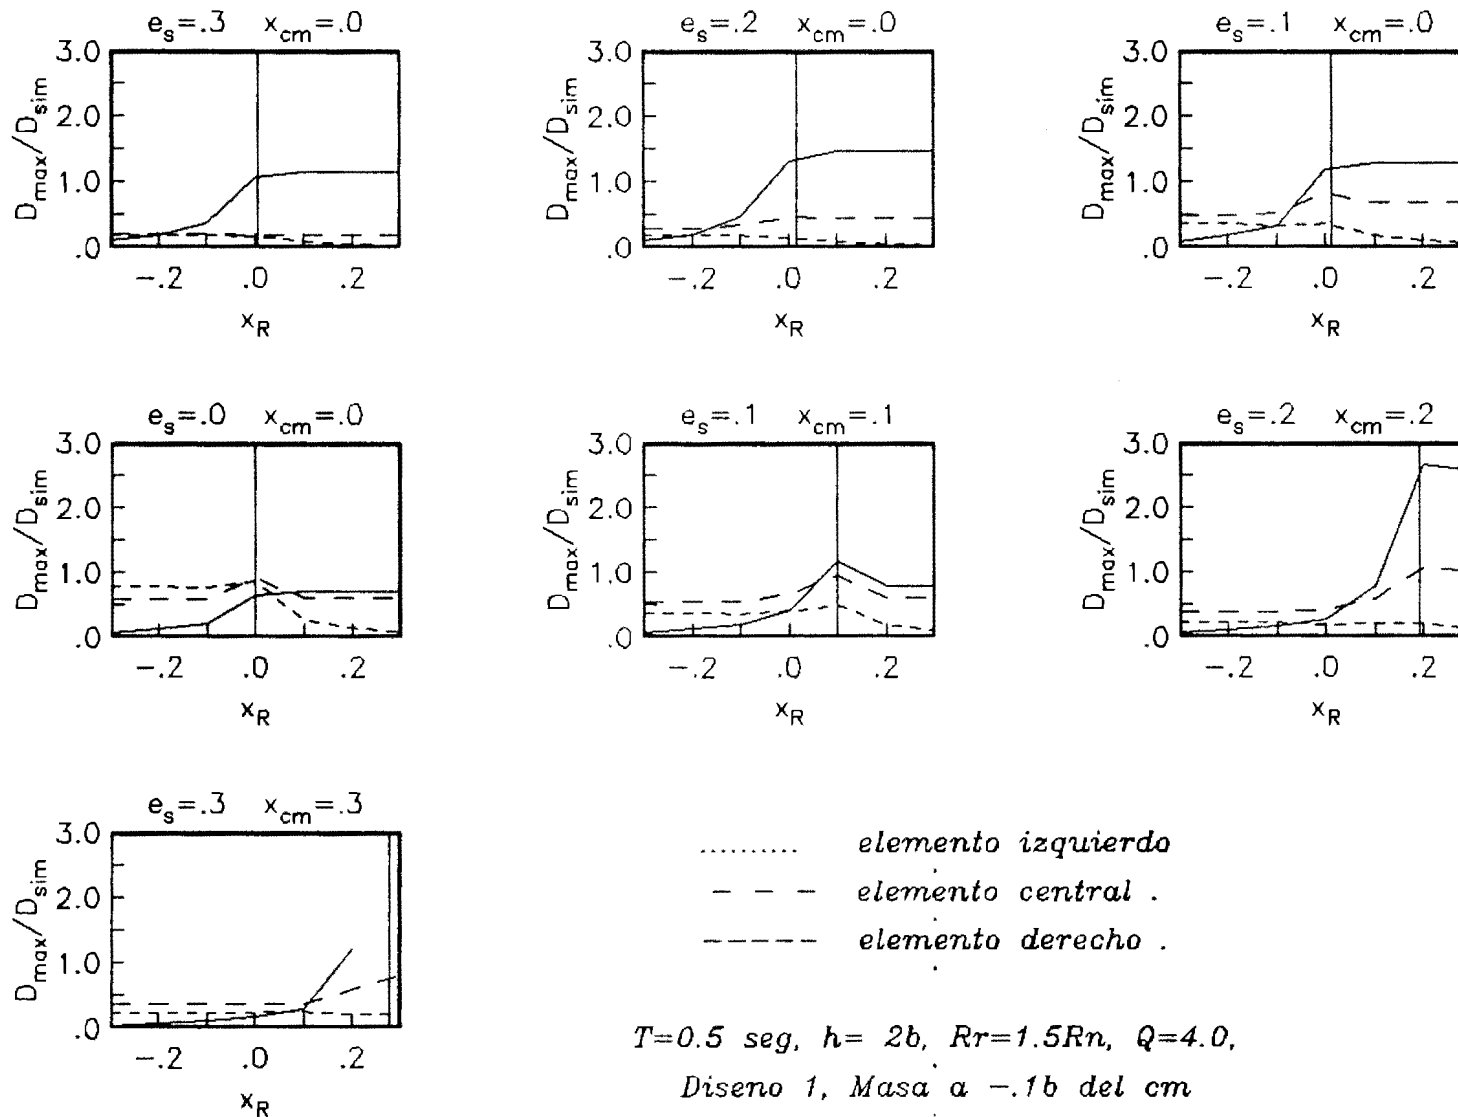 e_s=.3 x_cm=.0
3.0
2.0
1.0
.0
D_max/D_sim
-.2 .0 .2
x_R
e_s=.2 x_cm=.0
3.0
2.0
1.0
.0
D_max/D_sim
-.2 .0 .2
x_R
e_s=.1 x_cm=.0
3.0
2.0
1.0
.0
D_max/D_sim
-.2 .0 .2
x_R
e_s=.0 x_cm=.0
3.0
2.0
1.0
.0
D_max/D_sim
-.2 .0 .2
x_R
e_s=.1 x_cm=.1
3.0
2.0
1.0
.0
D_max/D_sim
-.2 .0 .2
x_R
e_s=.2 x_cm=.2
3.0
2.0
1.0
.0
D_max/D_sim
-.2 .0 .2
x_R
e_s=.3 x_cm=.3
3.0
2.0
1.0
.0
D_max/D_sim
-.2 .0 .2
x_R
elemento izquierdo
elemento central .
elemento derecho .
T=0.5 seg, h= 2b, Rr=1.5Rn, Q=4.0,
Diseno 1, Masa a -.1b del cm